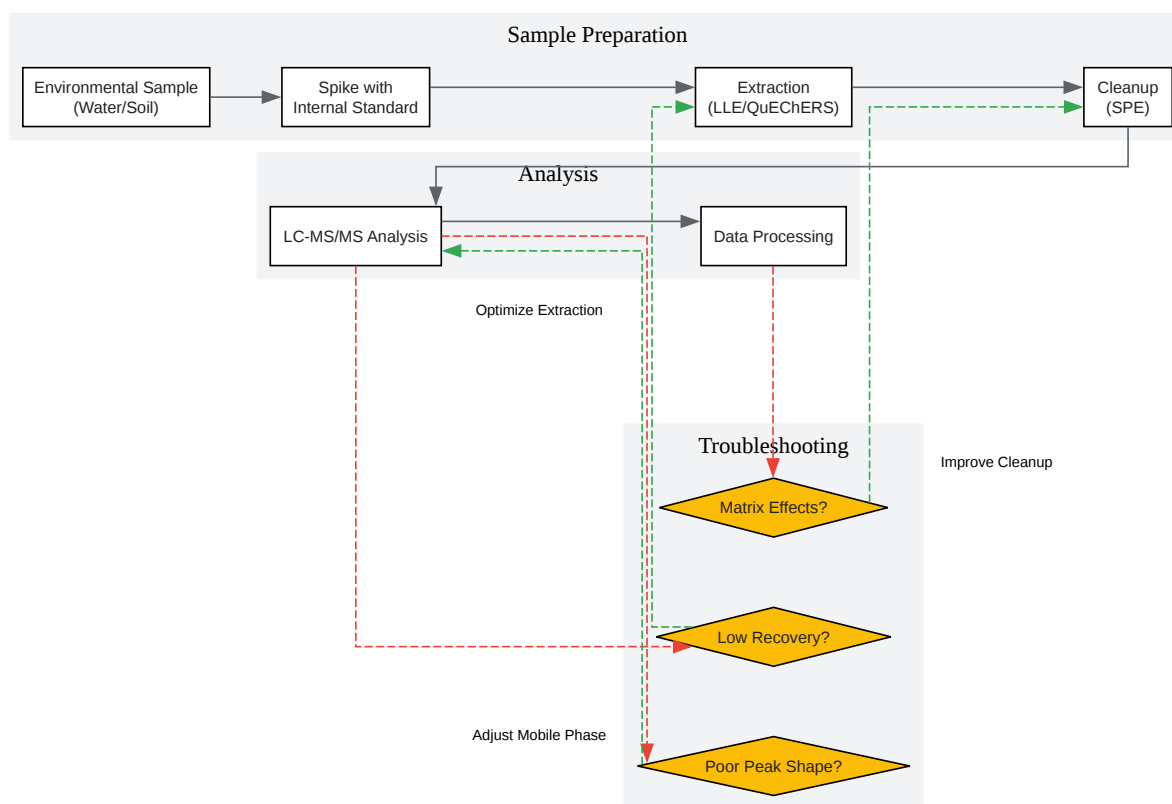 Sample Preparation
Environmental Sample
(Water/Soil)
Spike with
Internal Standard
Extraction
(LLE/QuEChERS)
Cleanup
(SPE)
Analysis
LC-MS/MS Analysis
Data Processing
Optimize Extraction
Troubleshooting
Improve Cleanup
Matrix Effects?
Low Recovery?
Adjust Mobile Phase
Poor Peak Shape?